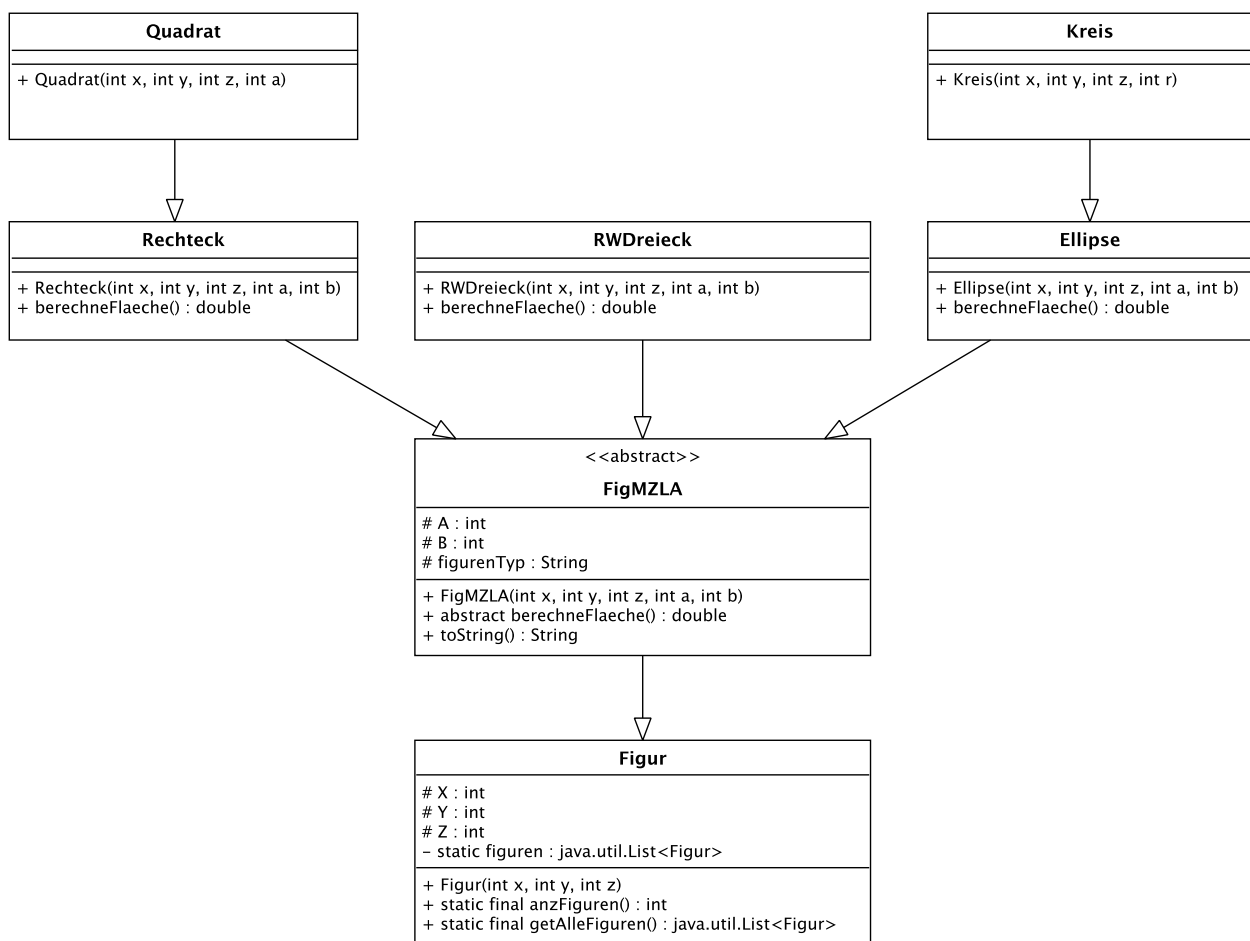 Quadrat
+ Quadrat(int x, int y, int z, int a)
Kreis
+ Kreis(int x, int y, int z, int r)
Rechteck
+ Rechteck(int x, int y, int z, int a, int b)
+ berechneFlaeche() : double
RWDreieck
+ RWDreieck(int x, int y, int z, int a, int b)
+ berechneFlaeche() : double
Ellipse
+ Ellipse(int x, int y, int z, int a, int b)
+ berechneFlaeche() : double
<<abstract>>
FigMZLA
# A : int
# B : int
# figurenTyp : String
+ FigMZLA(int x, int y, int z, int a, int b)
+ abstract berechneFlaeche() : double
+ toString() : String
Figur
# X : int
# Y : int
# Z : int
– static figuren : java.util.List<Figur>
+ Figur(int x, int y, int z)
+ static final anzFiguren() : int
+ static final getAlleFiguren() : java.util.List<Figur>